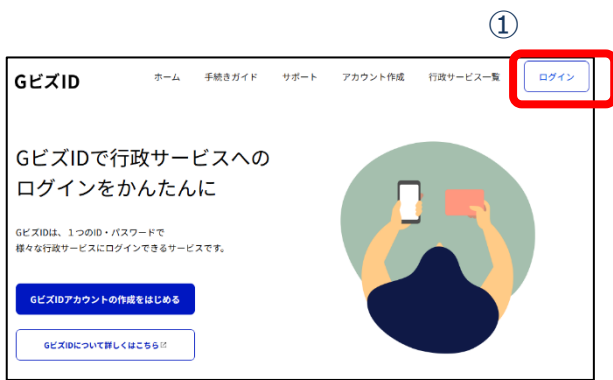 ①
GビズID
ホーム 手続きガイド サポート アカウント作成 行政サービス一覧 ログイン
GビズIDで行政サービスへの
ログインをかんたんに
GビズIDは、１つのID・パスワードで
様々な行政サービスにログインできるサービスです。
GビズIDアカウントの作成をはじめる
GビズIDについて詳しくはこちら